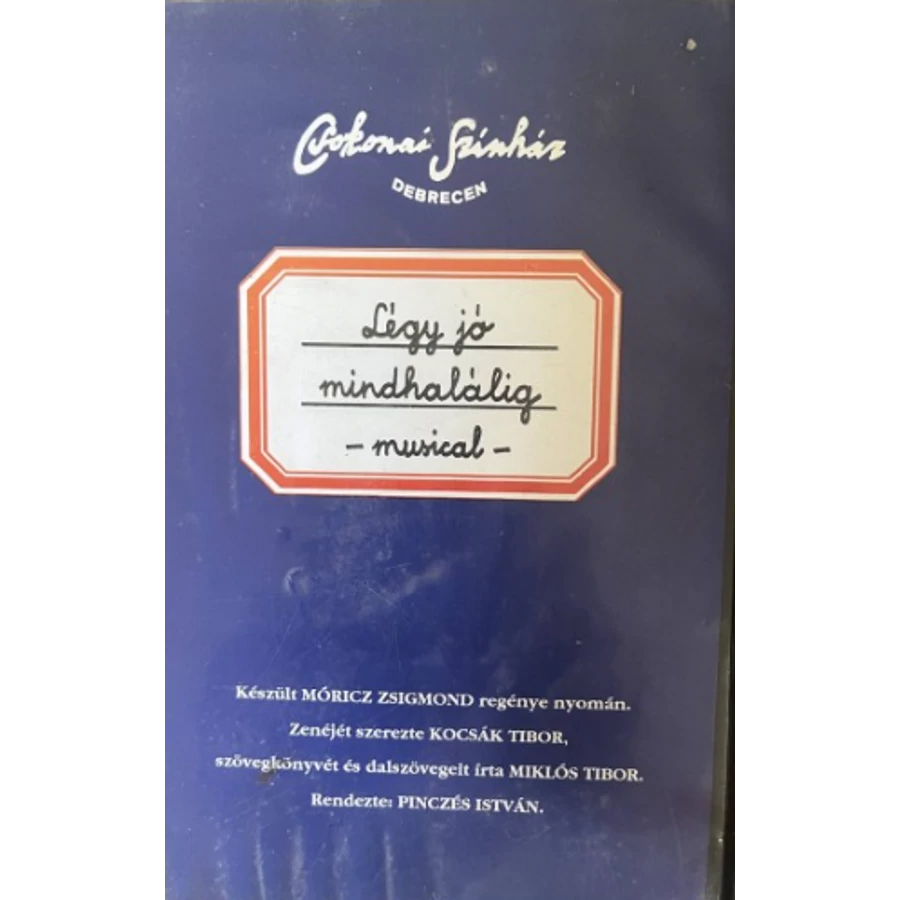 Csokonai Színház
DEBRECEN
Légy jó
mindhalálig
- musical -
Készült MÓRICZ ZSIGMOND regénye nyomán.
Zenéjét szerezte KOCSÁK TIBOR,
szövegkönyvét és dalszövegeit írta MIKLÓS TIBOR.
Rendezte: PINCZÉS ISTVÁN.